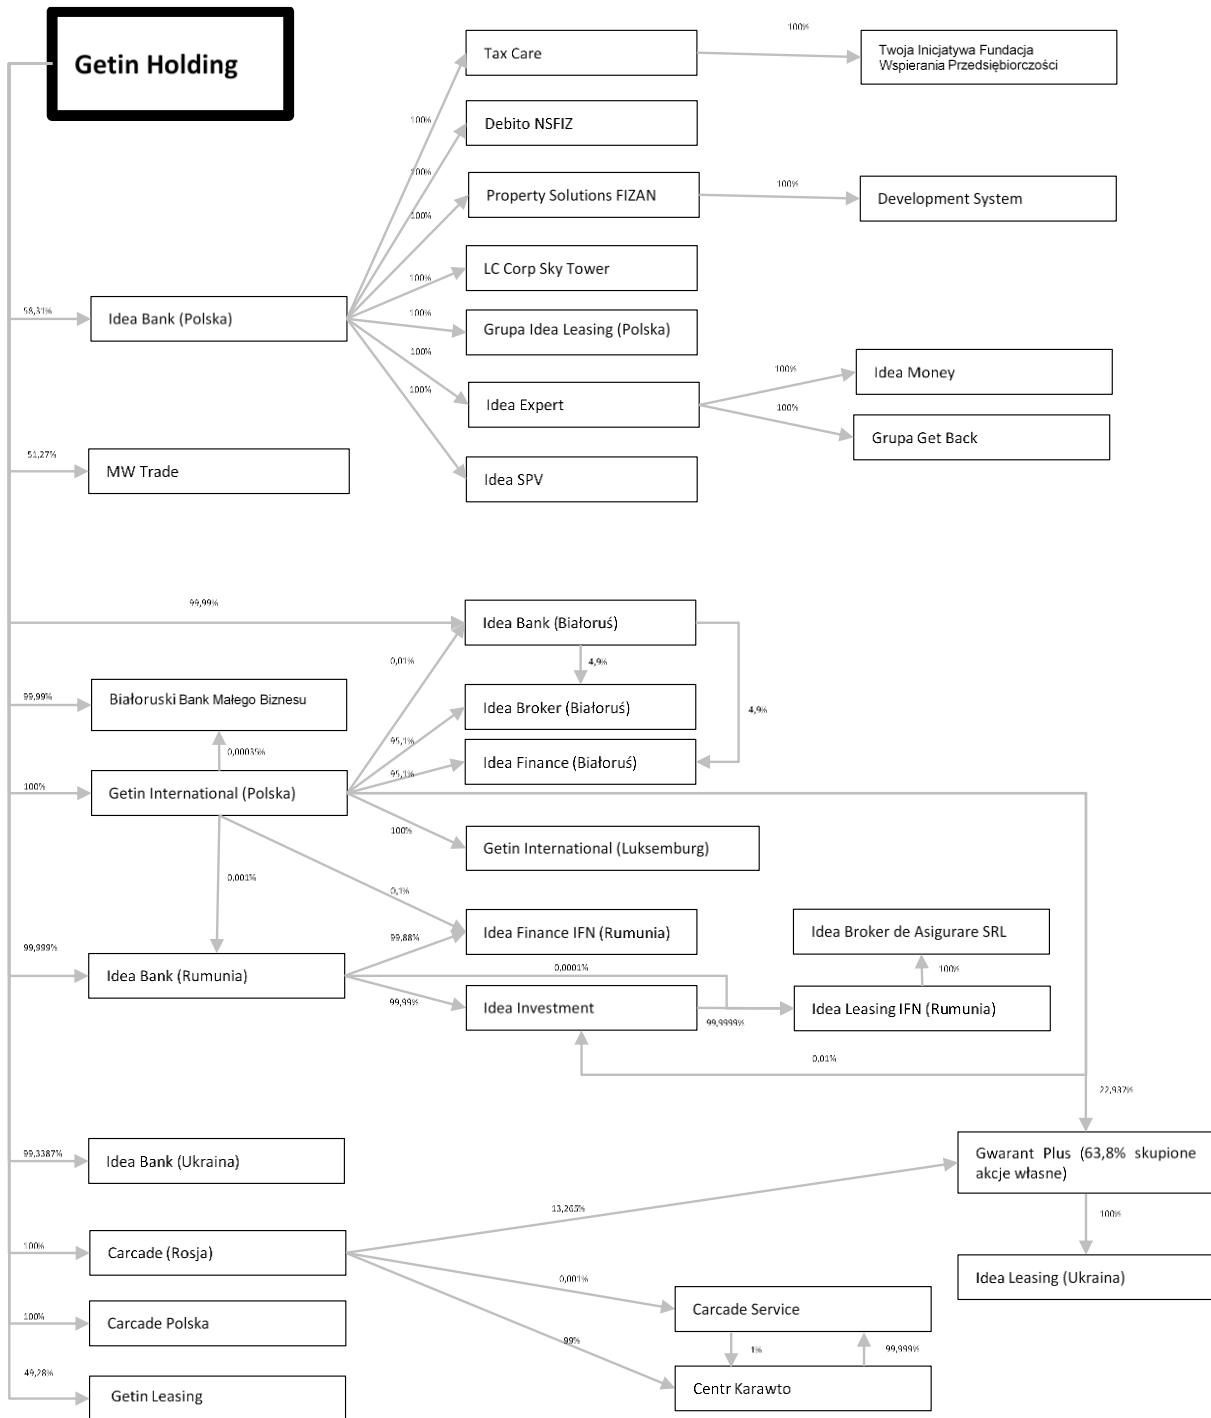 Getin Holding
Tax Care
100%
Twoja Inicjatywa Fundacja
Wspierania Przedsiębiorczości
100%
Debito NSFIZ
100%
Property Solutions FIZAN
100%
Development System
100%
LC Corp Sky Tower
100%
58,31%
Idea Bank (Polska)
100%
Grupa Idea Leasing (Polska)
100%
Idea Expert
100%
Idea Money
100%
Grupa Get Back
100%
Idea SPV
51,27%
MW Trade
99,99%
Idea Bank (Białoruś)
0,01%
4,9%
4,9%
99,99%
Białoruski Bank Małego Biznesu
0,00035%
Idea Broker (Białoruś)
95,1%
Idea Finance (Białoruś)
95,1%
100%
Getin International (Polska)
100%
Getin International (Luksemburg)
0,001%
0,1%
Idea Finance IFN (Rumunia)
Idea Broker de Asigurare SRL
99,88%
99,999%
Idea Bank (Rumunia)
0,0001%
100%
99,99%
Idea Investment
99,9999%
Idea Leasing IFN (Rumunia)
0,01%
22,937%
99,3387%
Idea Bank (Ukraina)
Gwarant Plus (63,8% skupione
akcje własne)
13,265%
100%
100%
Carcade (Rosja)
Idea Leasing (Ukraina)
0,001%
Carcade Service
100%
Carcade Polska
99%
1%
99,999%
49,28%
Getin Leasing
Centr Karawto